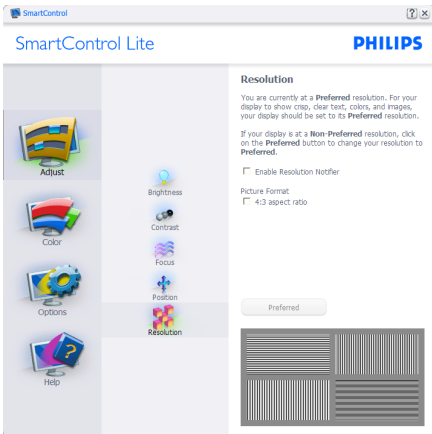 SmartControl
SmartControl Lite
PHILIPS
Adjust
Color
Options
Help
Brightness
Contrast
Focus
Position
Resolution
Resolution
You are currently at a Preferred resolution. For your
display to show crisp, clear text, colors, and images,
your display should be set to its Preferred resolution.
If your display is at a Non-Preferred resolution, click
on the Preferred button to change your resolution to
Preferred.
Enable Resolution Notifier
Picture Format
4:3 aspect ratio
Preferred